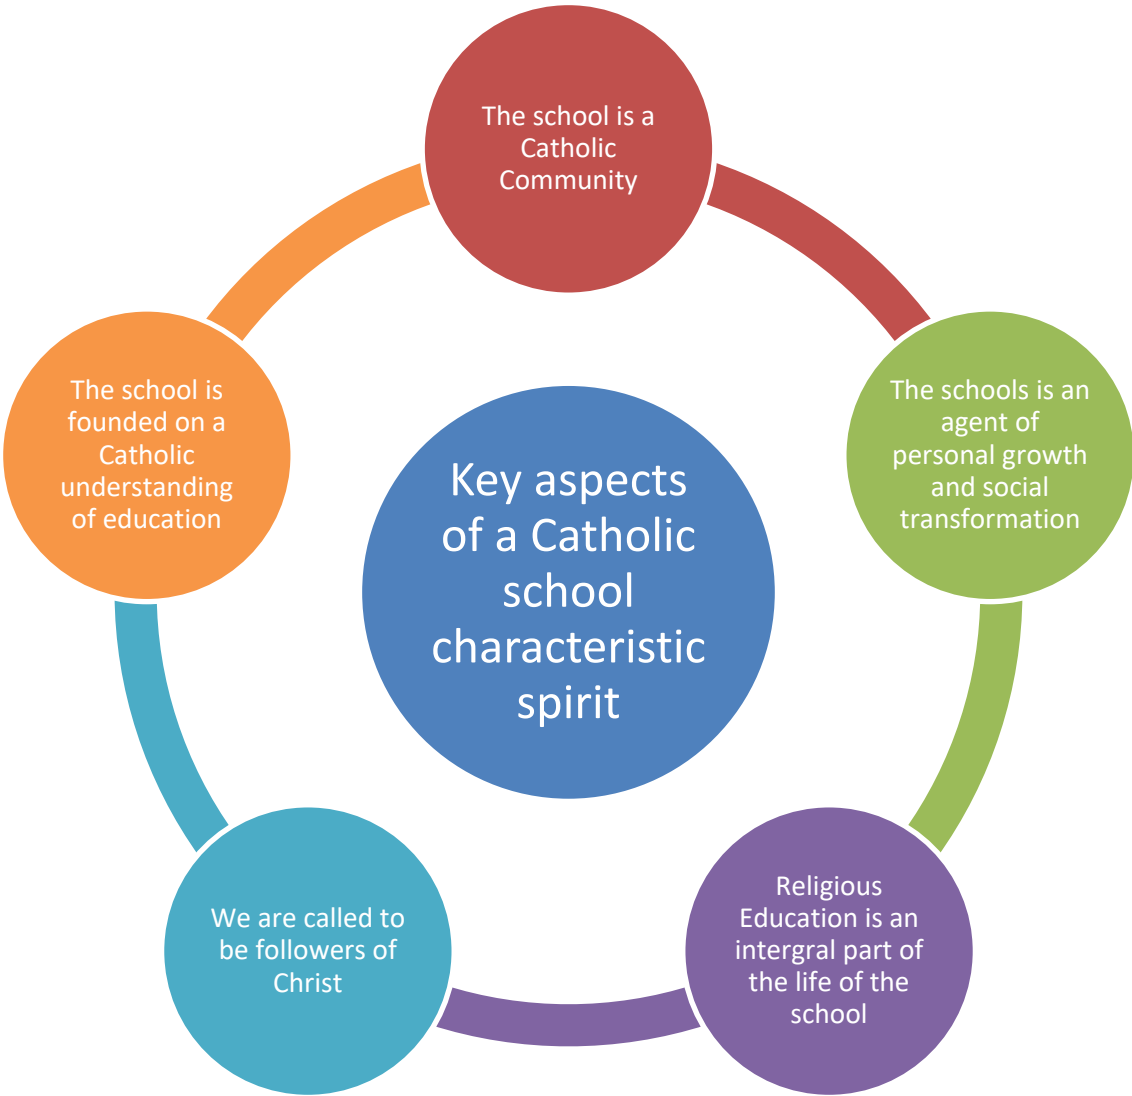 The school is a
Catholic
Community
The schools is an
agent of
personal growth
and social
transformation
Religious
Education is an
intergral part of
the life of the
school
We are called to
be followers of
Christ
The school is
founded on a
Catholic
understanding
of education
Key aspects
of a Catholic
school
characteristic
spirit